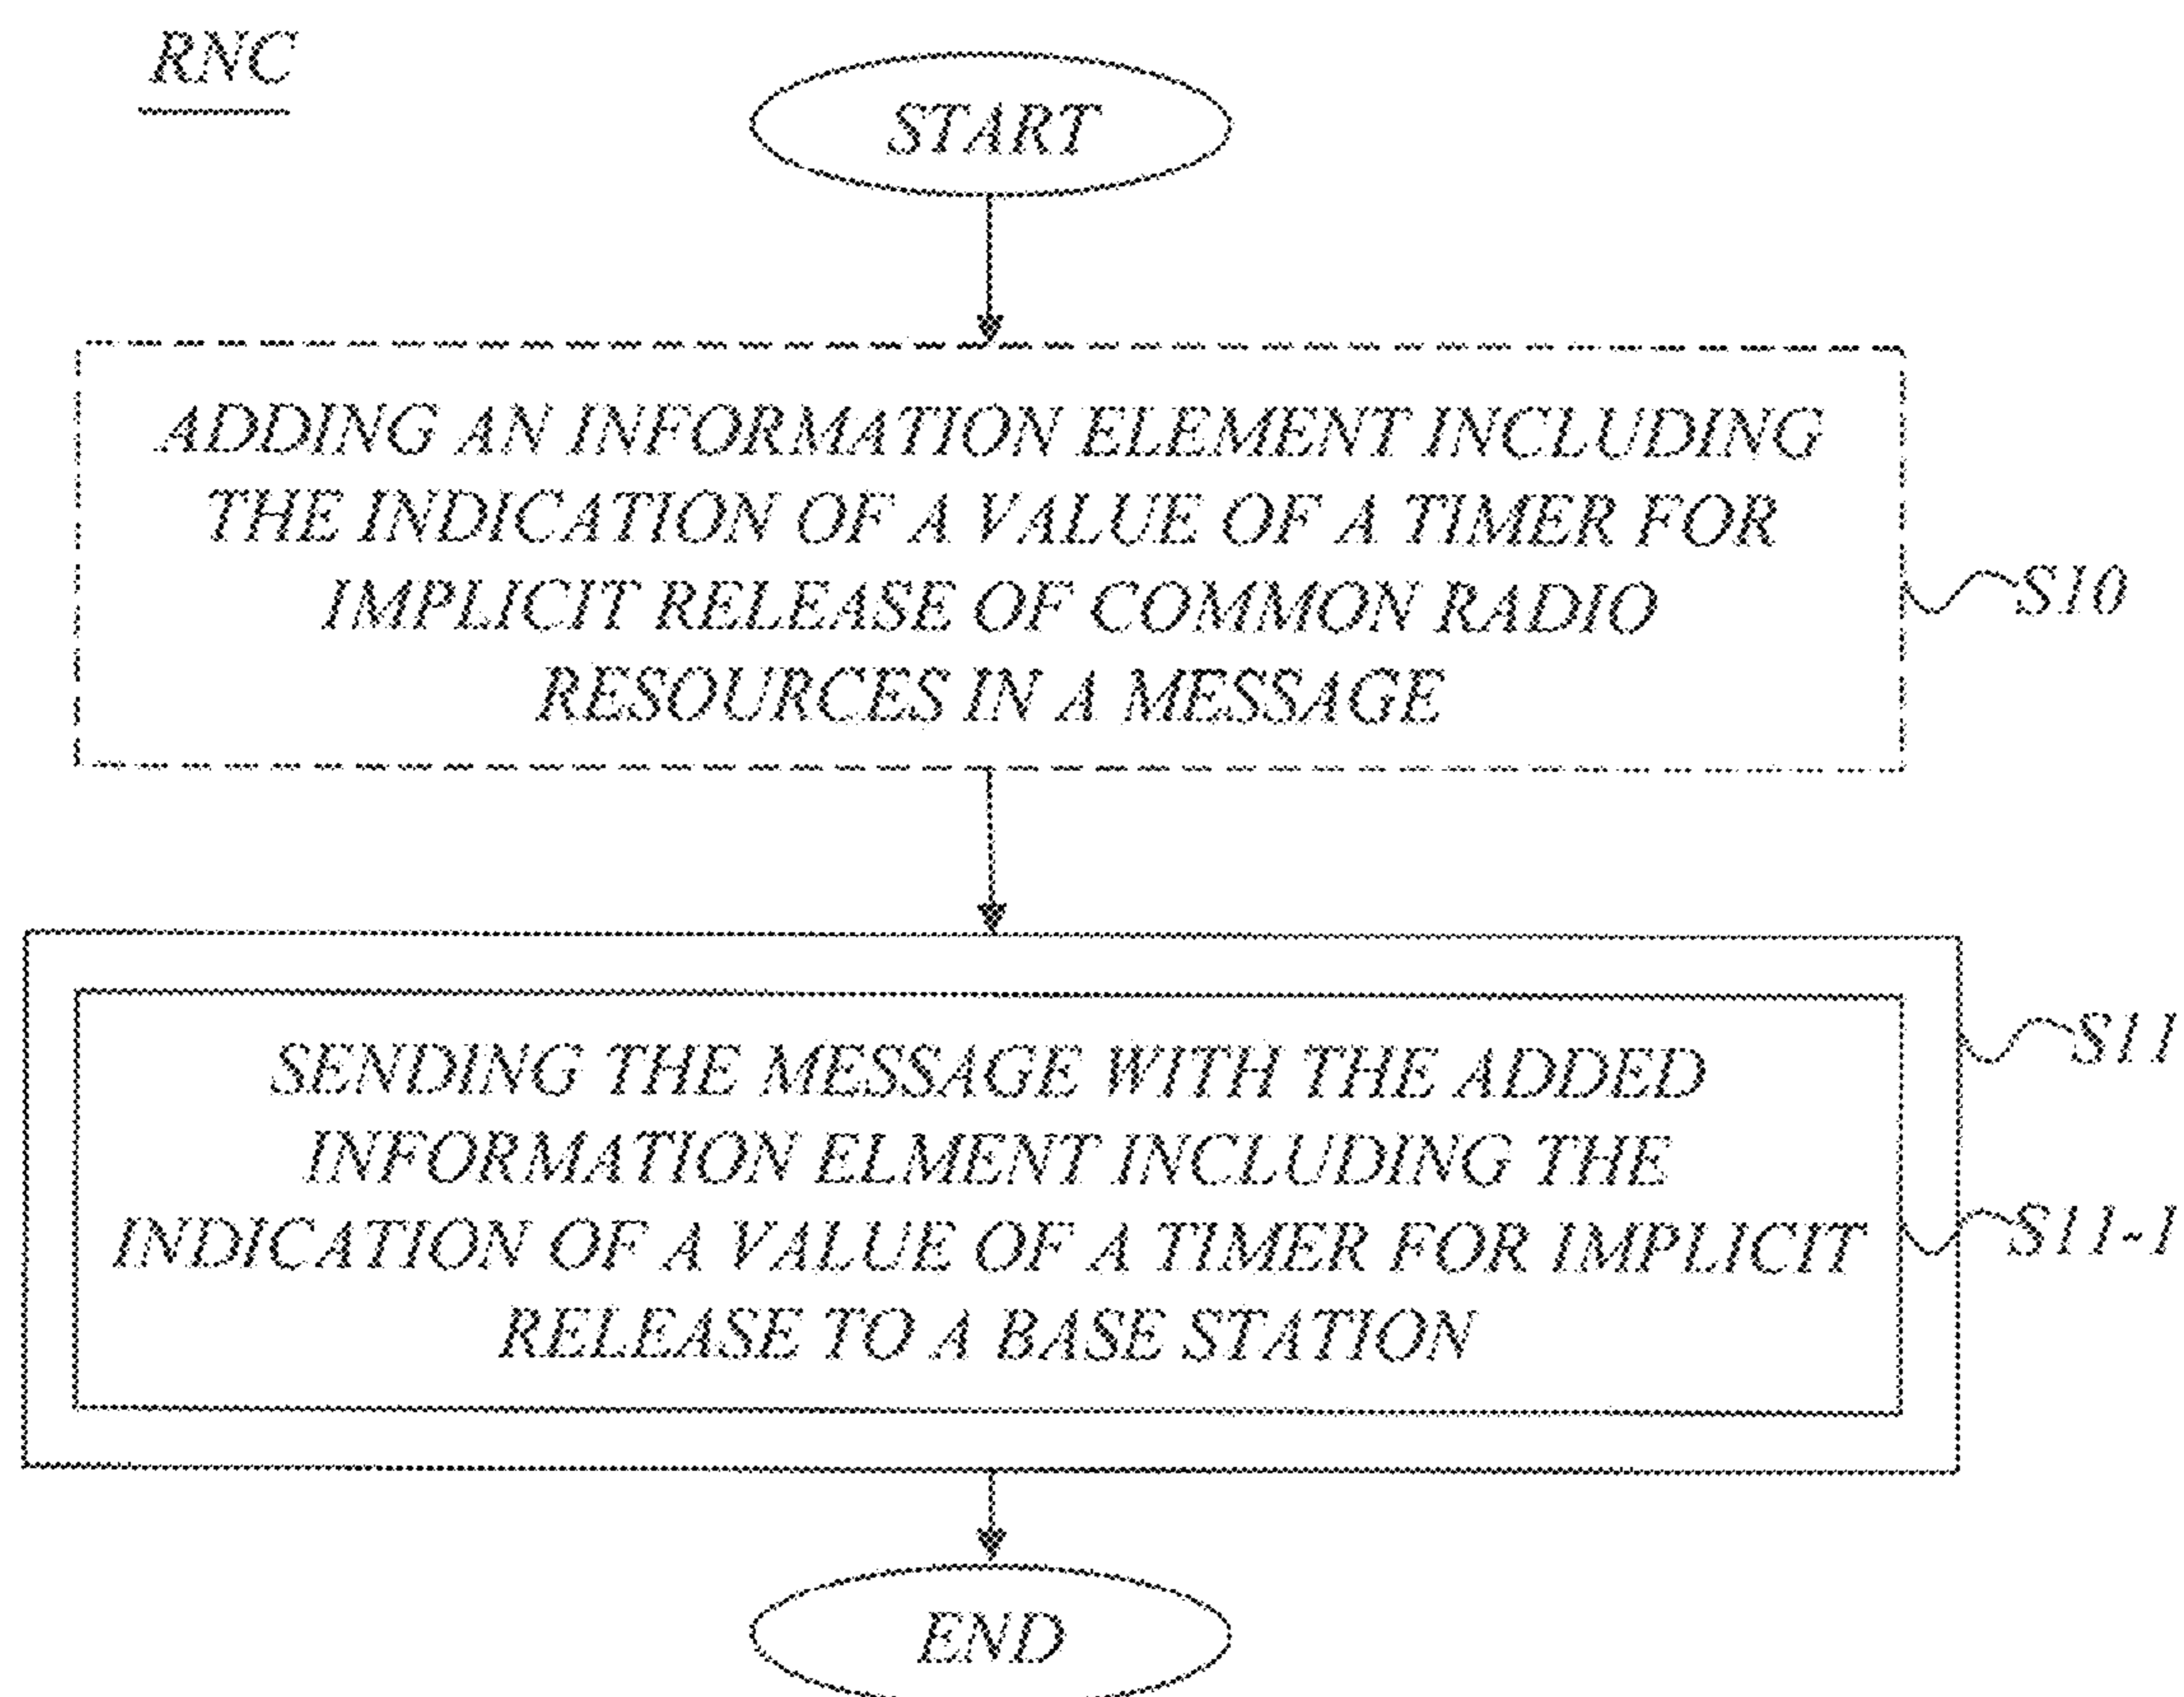 RNC
START
ADDING AN INFORMATION ELEMENT INCLUDING
THE INDICATION OF A VALUE OF A TIMER FOR
IMPLICIT RELEASE OF COMMON RADIO
RESOURCES IN A MESSAGE
S10
SENDING THE MESSAGE WITH THE ADDED
INFORMATION ELMENT INCLUDING THE
INDICATION OF A VALUE OF A TIMER FOR IMPLICIT
RELEASE TO A BASE STATION
S11
S11-1
END